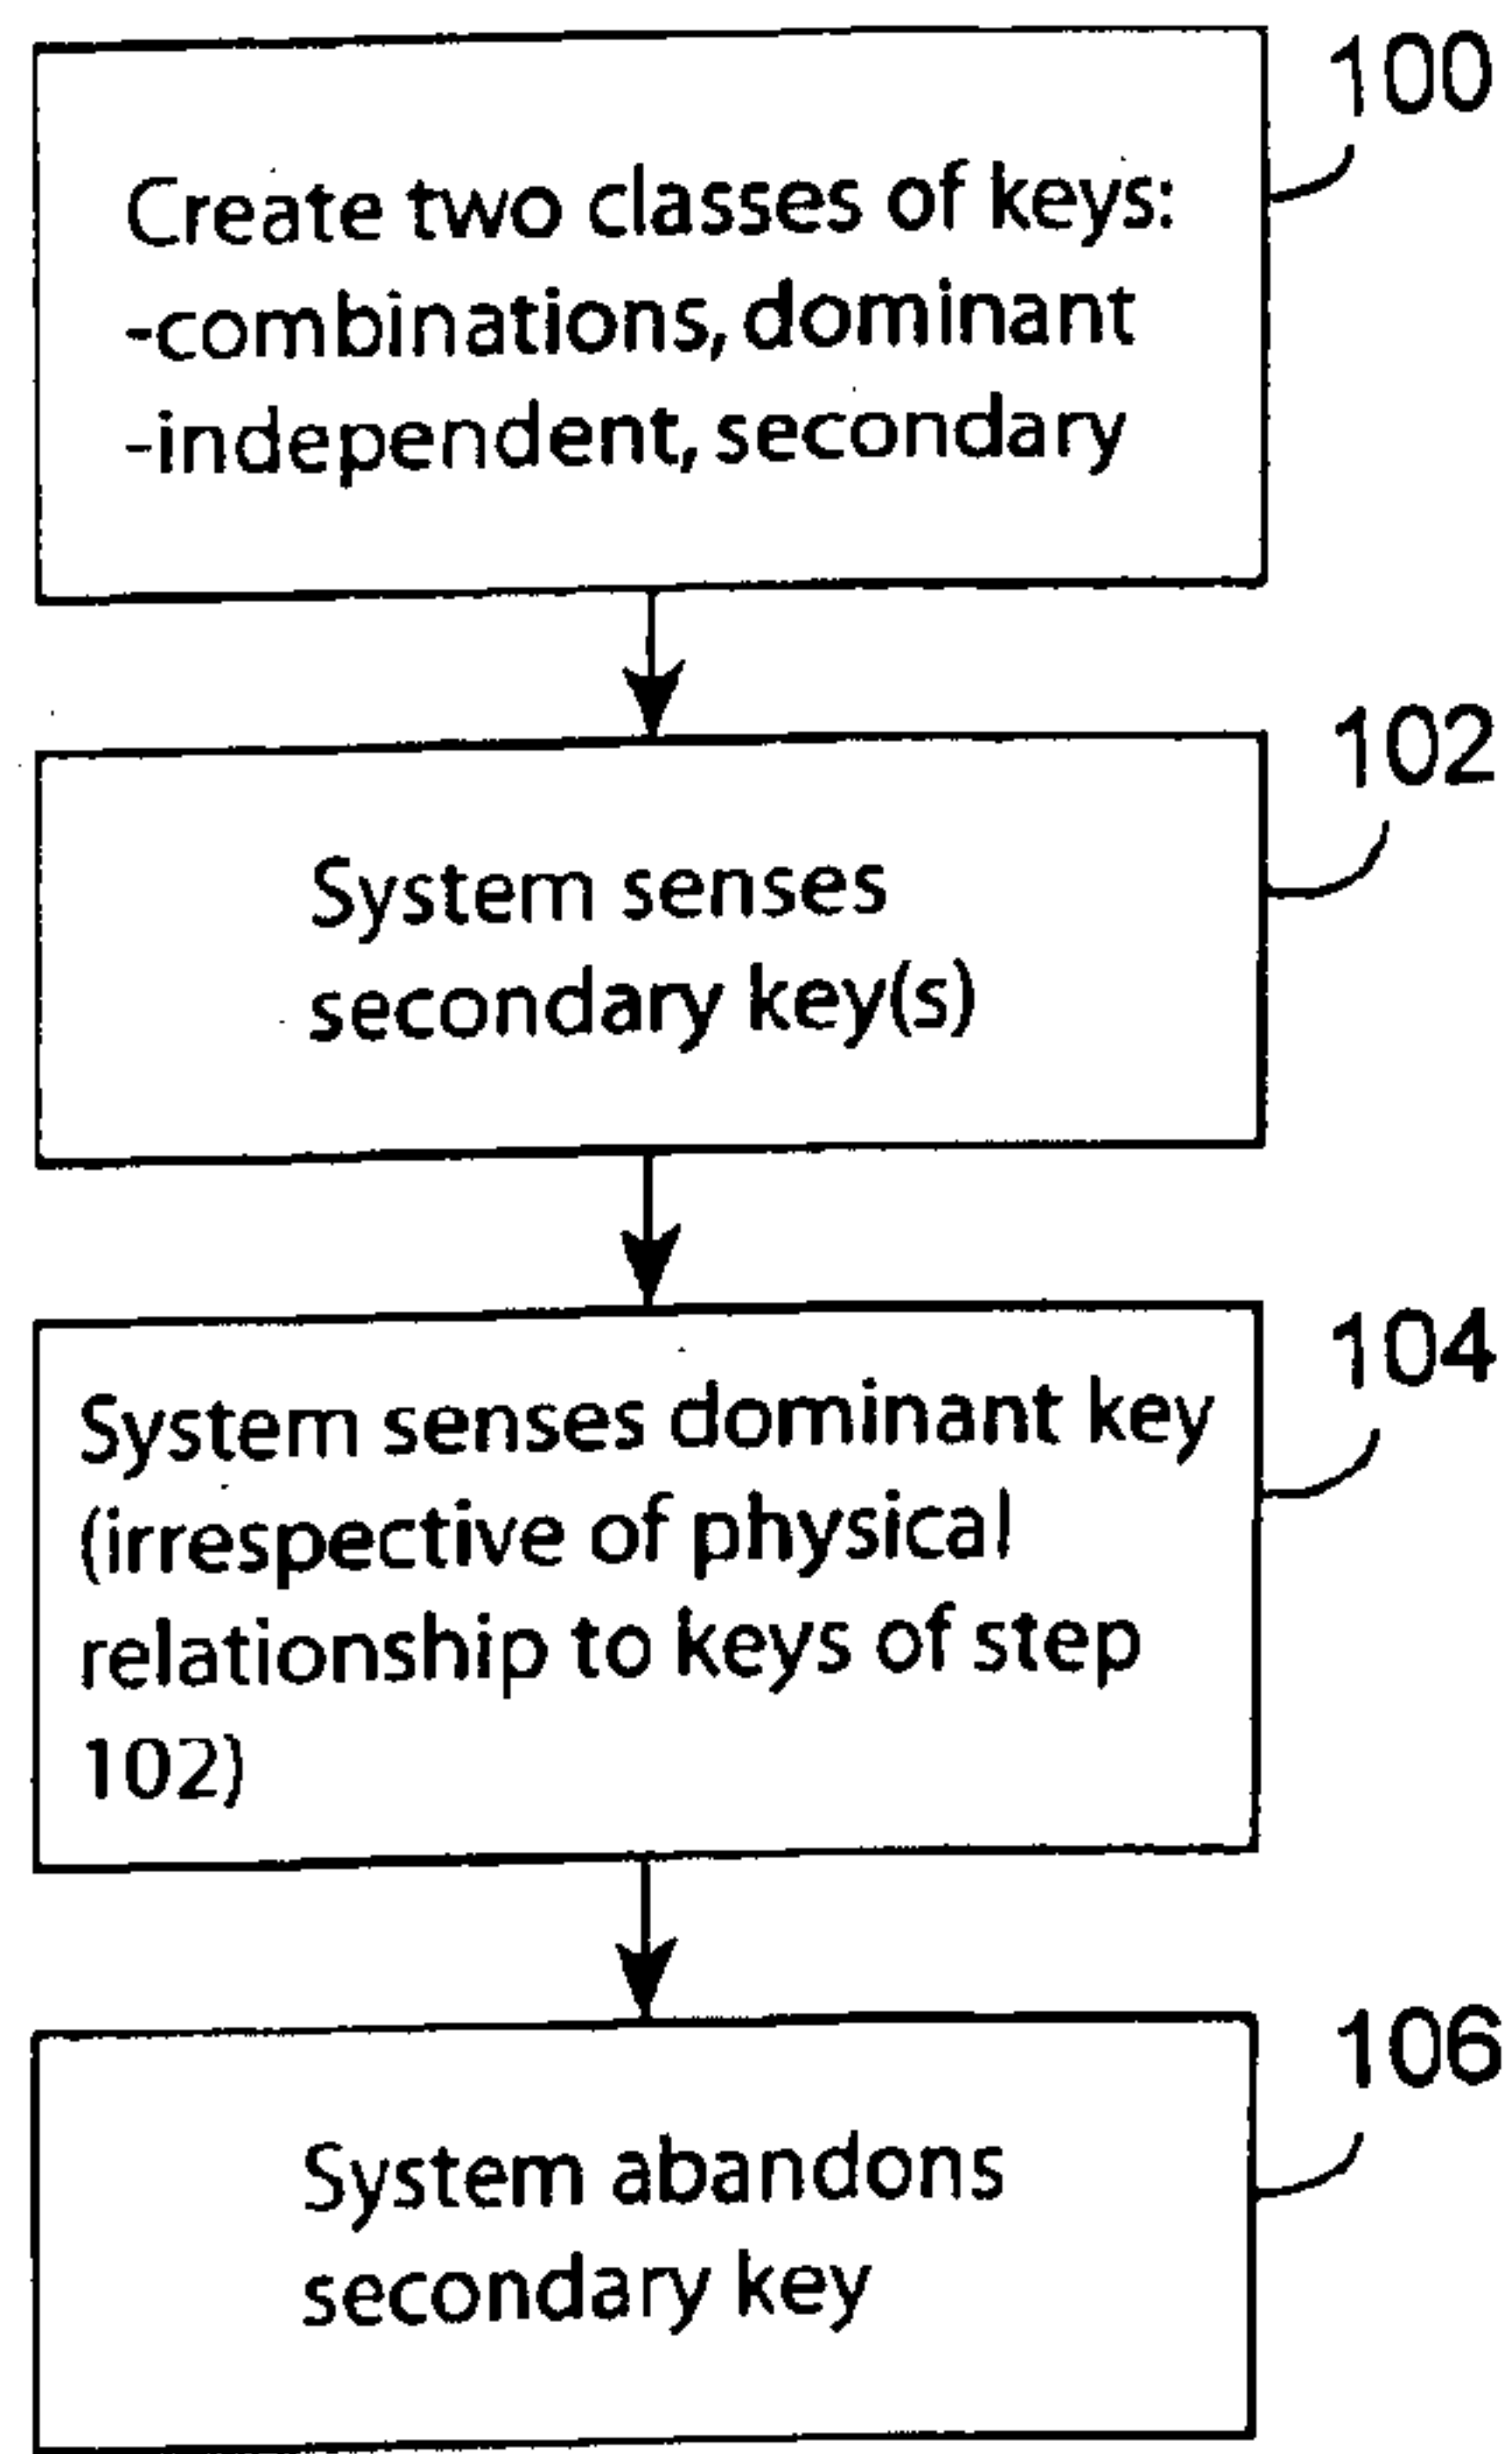 100
Create two classes of keys:
-combinations, dominant
-independent, secondary
102
System senses
secondary key(s)
104
System senses dominant key
(irrespective of physical
relationship to keys of step
102)
106
System abandons
secondary key